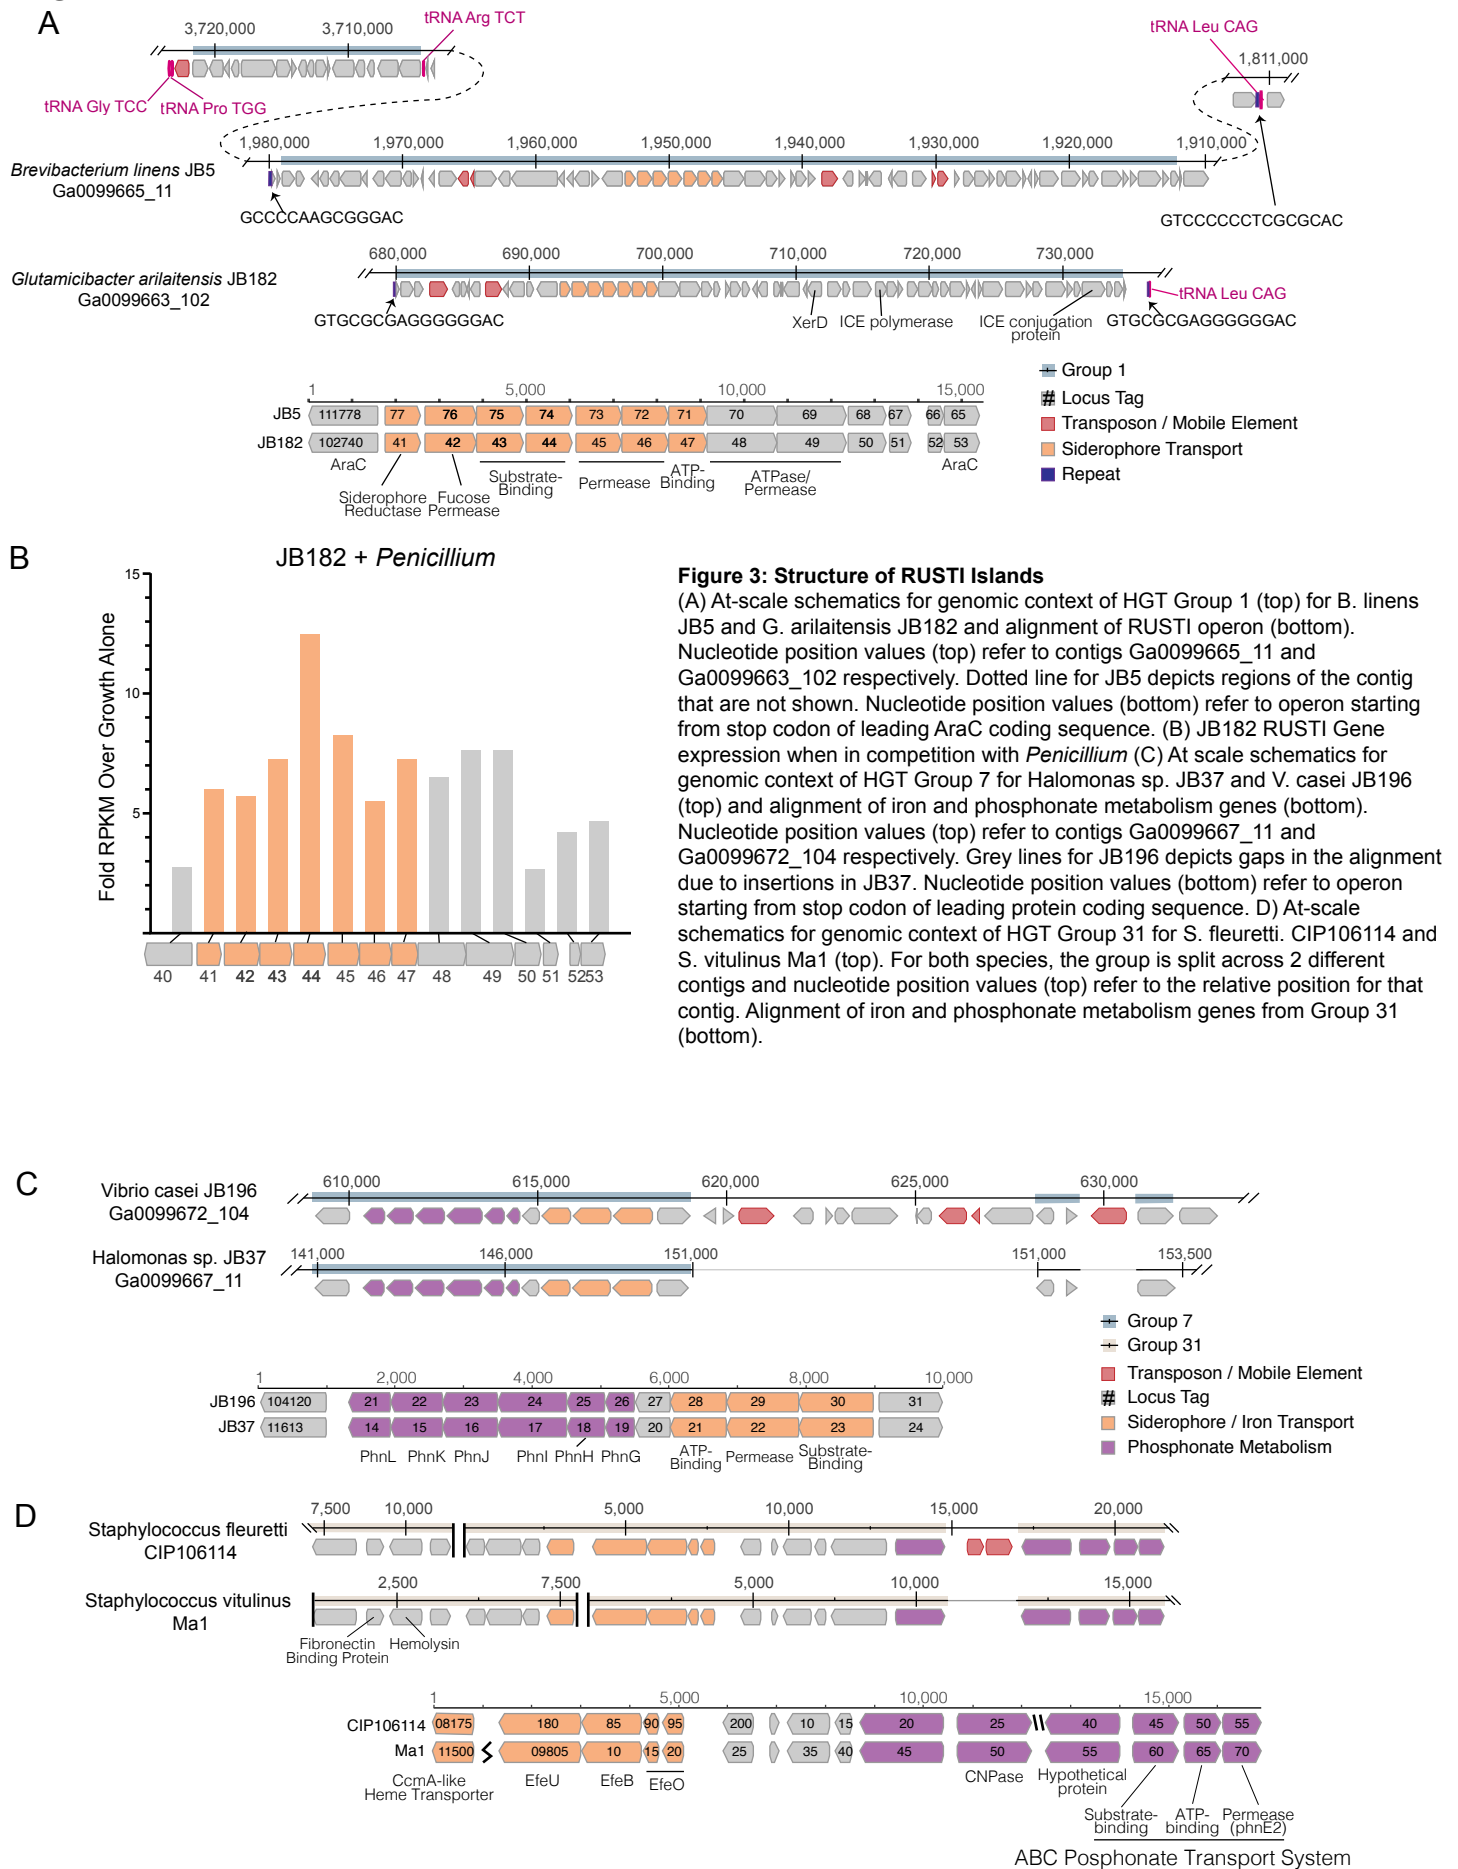 A
3,720,000
3,710,000
tRNA Arg TCT
tRNA Gly TCC
tRNA Pro TGG
tRNA Leu CAG
1,811,000
1,980,000
1,970,000
1,960,000
1,950,000
1,940,000
1,930,000
1,920,000
1,910,000
Brevibacterium linens JB5
Ga0099665_11
GCCCCAAGCGGGAC
GTCCCCCCTCGCGCAC
680,000
690,000
700,000
710,000
720,000
730,000
Glutamicibacter arilaitensis JB182
Ga0099663_102
GTGCGCGAGGGGGGAC
XerD
ICE polymerase
ICE conjugation
protein
tRNA Leu CAG
GTGCGCGAGGGGGGAC
1
5,000
10,000
15,000
JB5
111778 77 76 75 74 73 72 71 70 69 68 67 66 65
JB182
102740 41 42 43 44 45 46 47 48 49 50 51 52 53
AraC
Siderophore
Reductase
Fucose
Permease
Substrate-
Binding
Permease
ATP-
Binding
ATPase/
Permease
AraC
Group 1
# Locus Tag
Transposon / Mobile Element
Siderophore Transport
Repeat
B
JB182 + Penicillium
Fold RPKM Over Growth Alone
15
10
5
40 41 42 43 44 45 46 47 48 49 50 51 52 53
Figure 3: Structure of RUSTI Islands
(A) At-scale schematics for genomic context of HGT Group 1 (top) for B. linens
JB5 and G. arilaitensis JB182 and alignment of RUSTI operon (bottom).
Nucleotide position values (top) refer to contigs Ga0099665_11 and
Ga0099663_102 respectively. Dotted line for JB5 depicts regions of the contig
that are not shown. Nucleotide position values (bottom) refer to operon starting
from stop codon of leading AraC coding sequence. (B) JB182 RUSTI Gene
expression when in competition with Penicillium (C) At scale schematics for
genomic context of HGT Group 7 for Halomonas sp. JB37 and V. casei JB196
(top) and alignment of iron and phosphonate metabolism genes (bottom).
Nucleotide position values (top) refer to contigs Ga0099667_11 and
Ga0099672_104 respectively. Grey lines for JB196 depicts gaps in the alignment
due to insertions in JB37. Nucleotide position values (bottom) refer to operon
starting from stop codon of leading protein coding sequence. D) At-scale
schematics for genomic context of HGT Group 31 for S. fleuretti. CIP106114 and
S. vitulinus Ma1 (top). For both species, the group is split across 2 different
contigs and nucleotide position values (top) refer to the relative position for that
contig. Alignment of iron and phosphonate metabolism genes from Group 31
(bottom).
C
Vibrio casei JB196
Ga0099672_104
610,000
615,000
620,000
625,000
630,000
Halomonas sp. JB37
Ga0099667_11
141,000
146,000
151,000
151,000
153,500
Group 7
Group 31
Transposon / Mobile Element
# Locus Tag
Siderophore / Iron Transport
Phosphonate Metabolism
1
2,000
4,000
6,000
8,000
10,000
JB196
104120 21 22 23 24 25 26 27 28 29 30 31
JB37
11613 14 15 16 17 18 19 20 21 22 23 24
PhnL PhnK PhnJ PhnI PhnH PhnG
ATP-
Binding
Permease
Substrate-
Binding
D
Staphylococcus fleuretti
CIP106114
7,500
10,000
5,000
10,000
15,000
20,000
Staphylococcus vitulinus
Ma1
2,500
7,500
5,000
10,000
15,000
Fibronectin
Binding Protein
Hemolysin
1
5,000
10,000
15,000
CIP106114
08175 180 85 90 95 200 10 15 20 25 40 45 50 55
Ma1
11500 09805 10 15 20 25 35 40 45 50 55 60 65 70
CcmA-like
Heme Transporter
EfeU
EfeB
EfeO
CNPase
Hypothetical
protein
Substrate-
binding
ATP-
binding
Permease
(phnE2)
ABC Posphonate Transport System